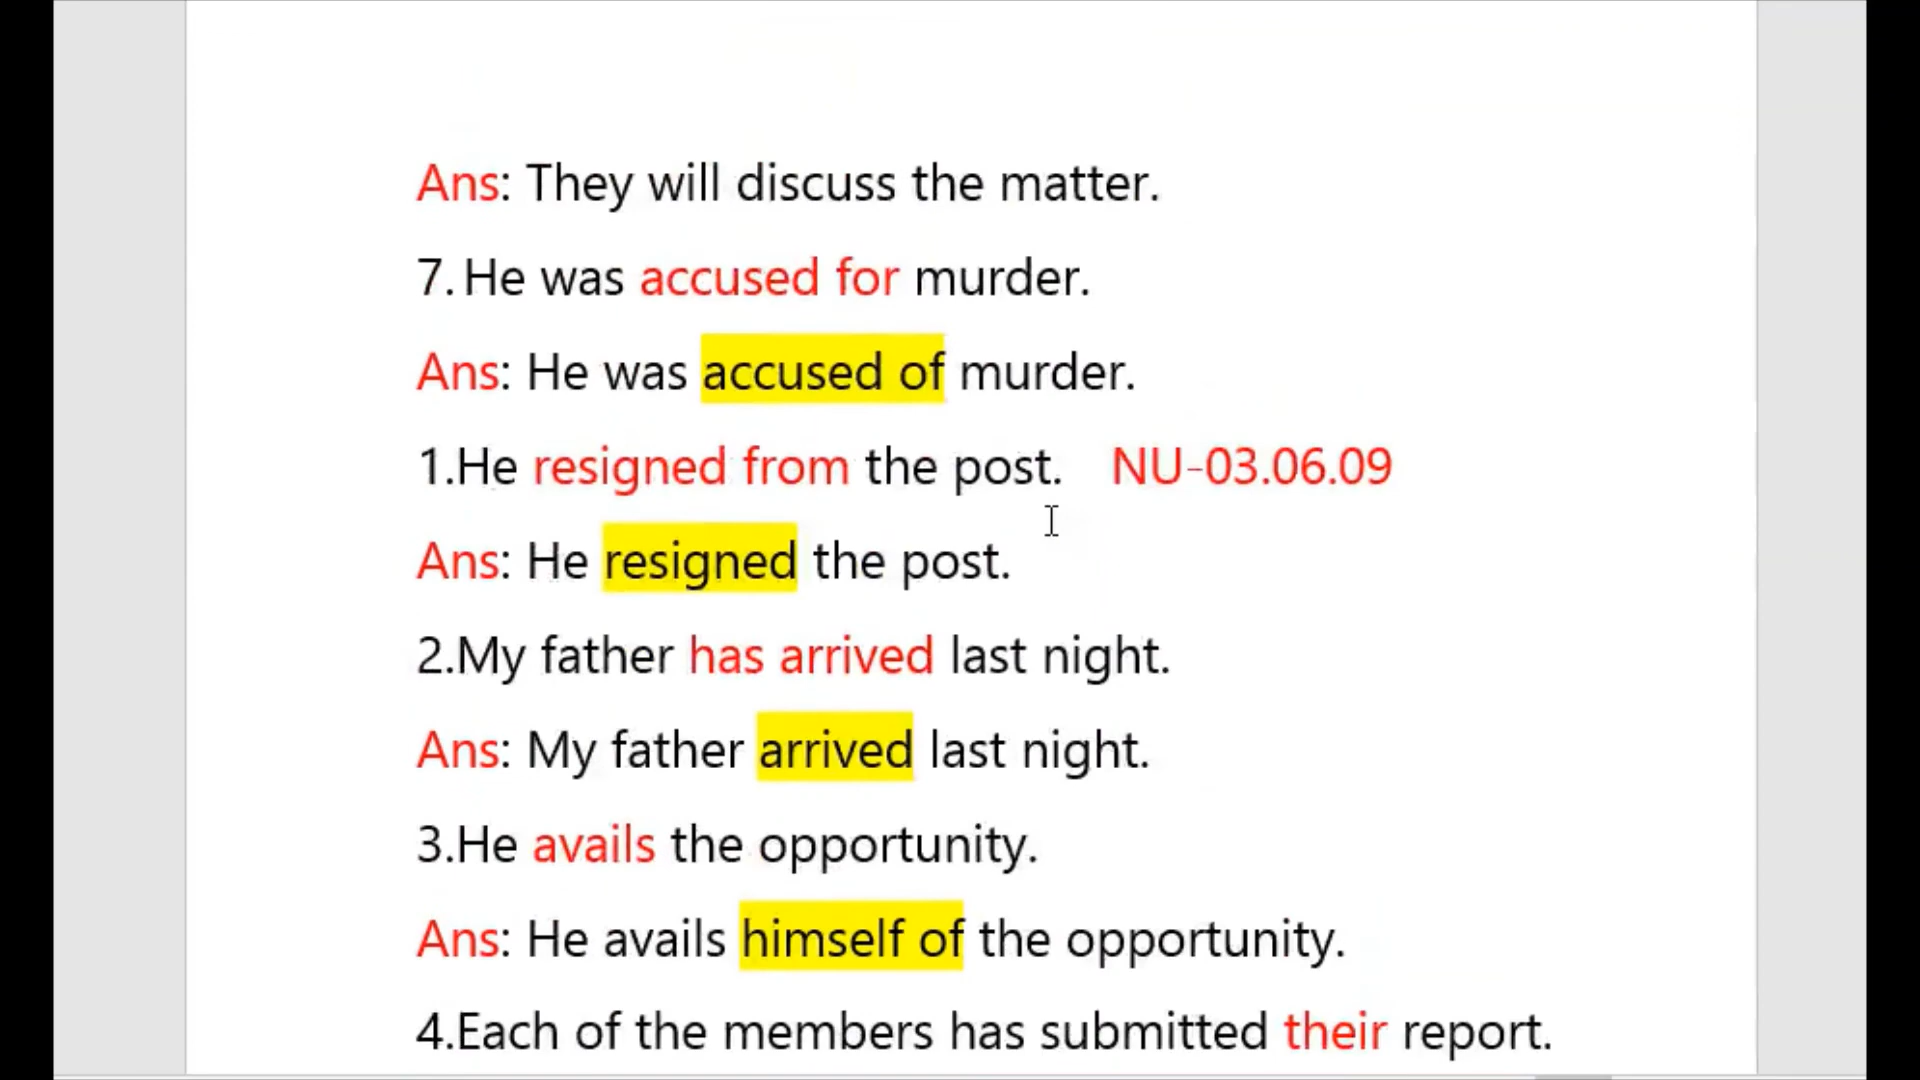 Ans: They will discuss the matter.
7. He was accused for murder.
Ans: He was accused of murder.
1.He resigned from the post. NU-03.06.09
Ans: He resigned the post.
2.My father has arrived last night.
Ans: My father arrived last night.
3.He avails the opportunity.
Ans: He avails himself of the opportunity.
4.Each of the members has submitted their report.